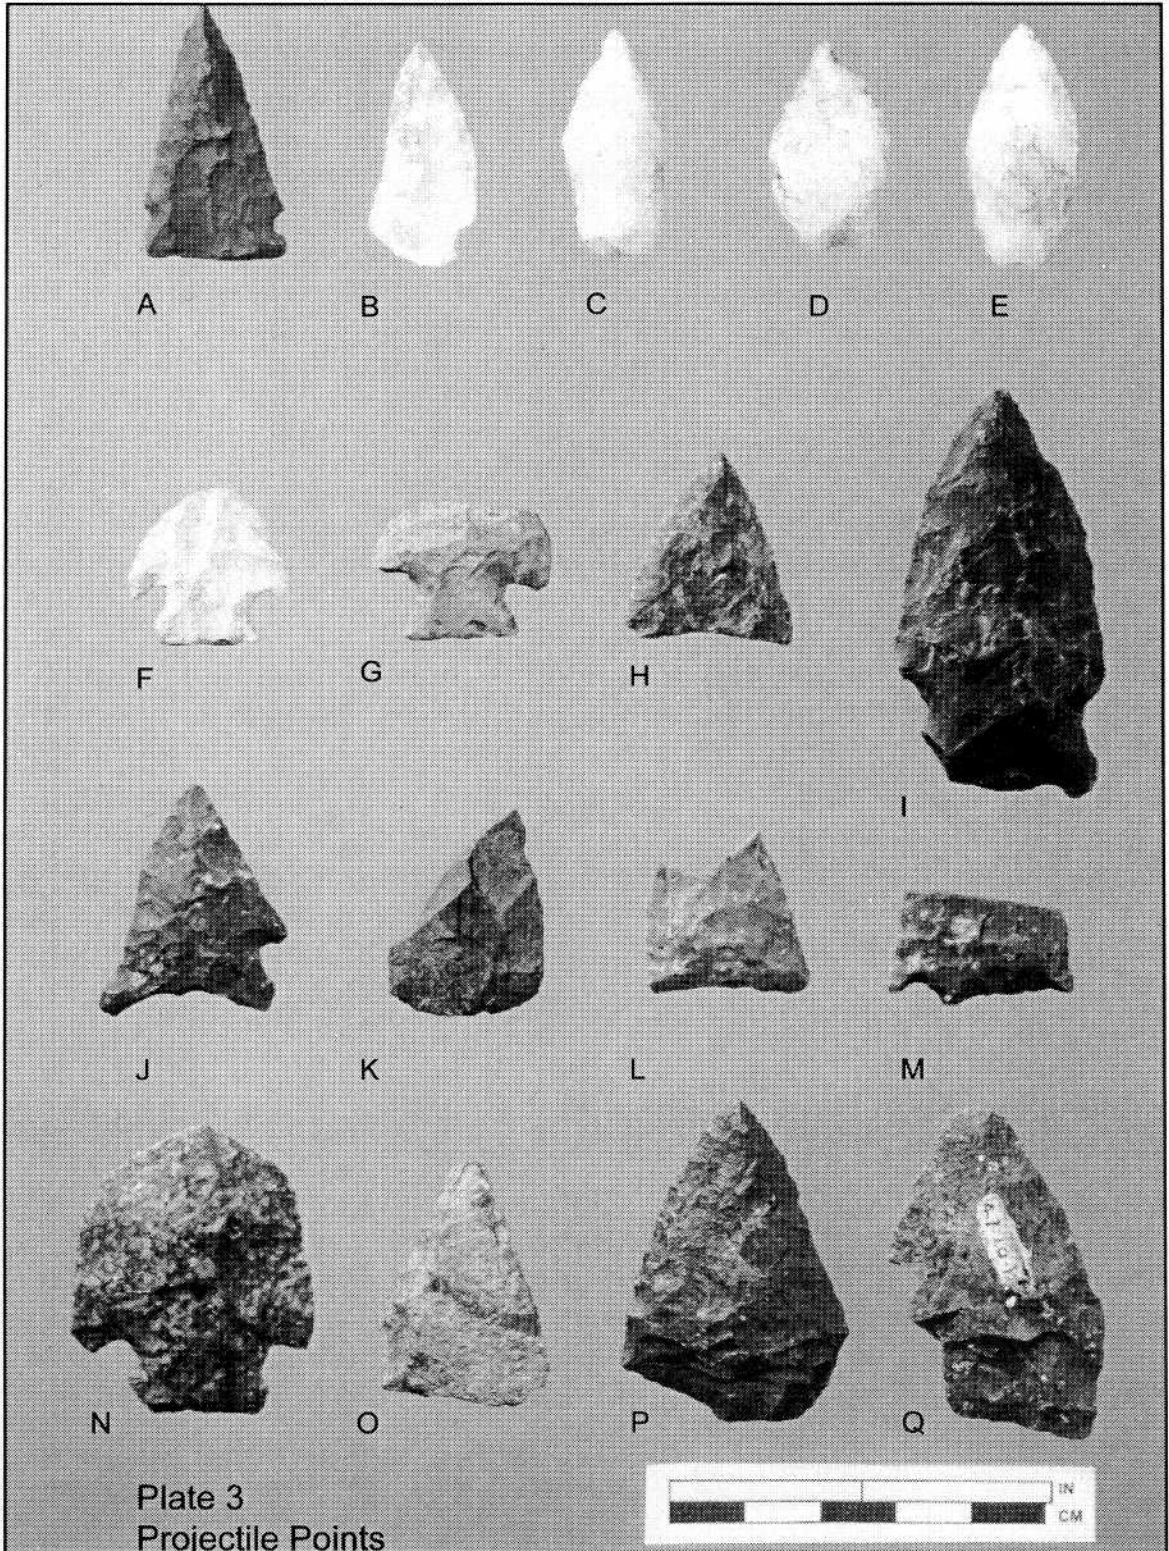 A B C D E
F G H I
J K L M
N O P Q
Plate 3
Projectile Points
IN
CM